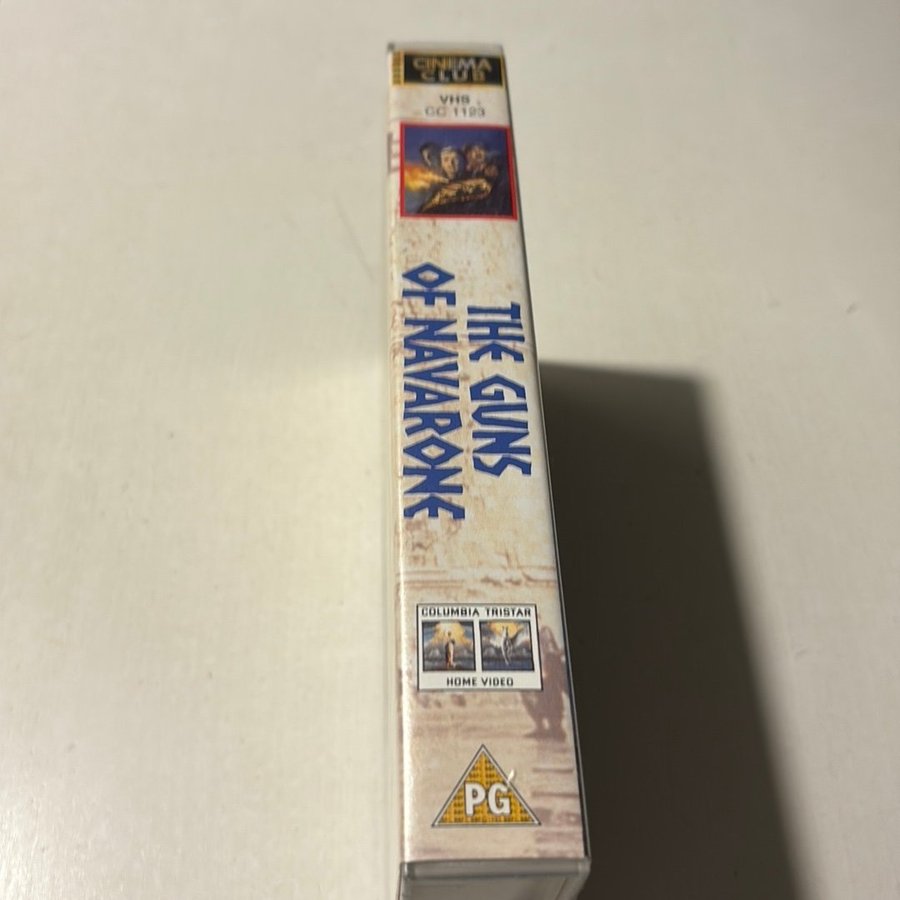 CINEMA
CLUB
VHS
CC 1123
THE GUNS
OF NAVARONE
COLUMBIA TRISTAR
HOME VIDEO
PG